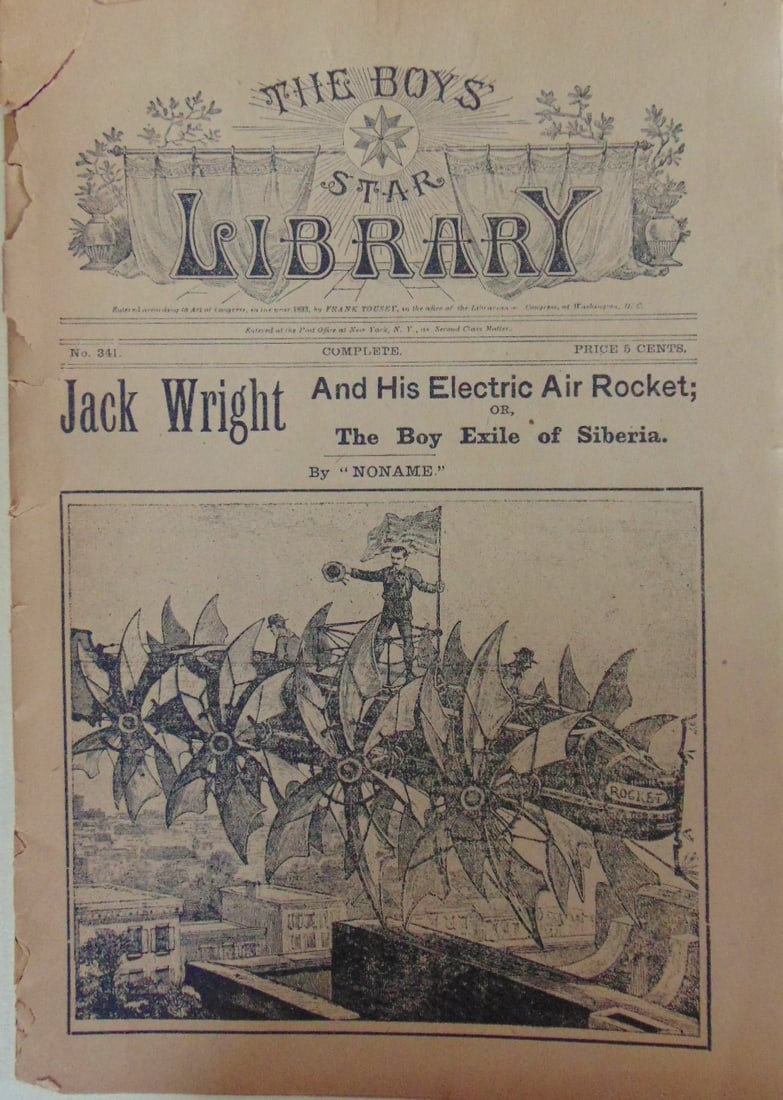 THE BOYS'
STAR
LIBRARY
Entered according to Act of Congress, in the year 1893, by FRANK TOUSEY, in the office of the Librarian of Congress, at Washington, D. C.
Entered at the Post Office at New York, N. Y., as Second Class Matter.
No. 341. COMPLETE. PRICE 5 CENTS.
Jack Wright And His Electric Air Rocket;
OR,
The Boy Exile of Siberia.
By "NONAME."
ROCKET